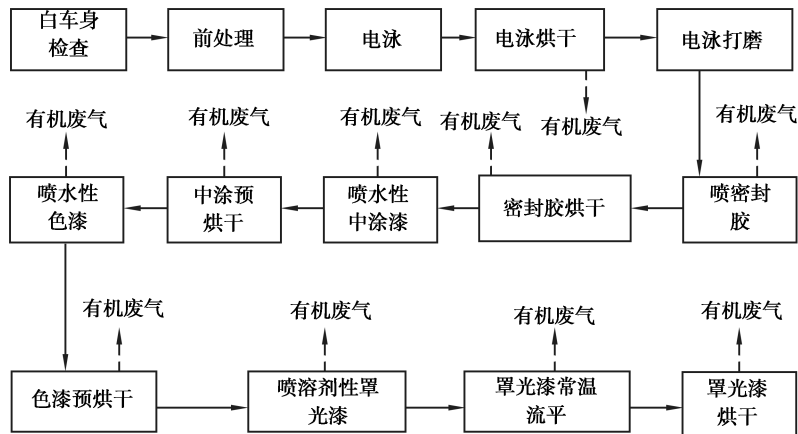 白车身
检查
前处理
电泳
电泳烘干
电泳打磨
有机废气
有机废气
有机废气
有机废气
有机废气
有机废气
喷水性
色漆
中涂预
烘干
喷水性
中涂漆
密封胶烘干
喷密封
胶
有机废气
有机废气
有机废气
有机废气
色漆预烘干
喷溶剂性罩
光漆
罩光漆常温
流平
罩光漆
烘干